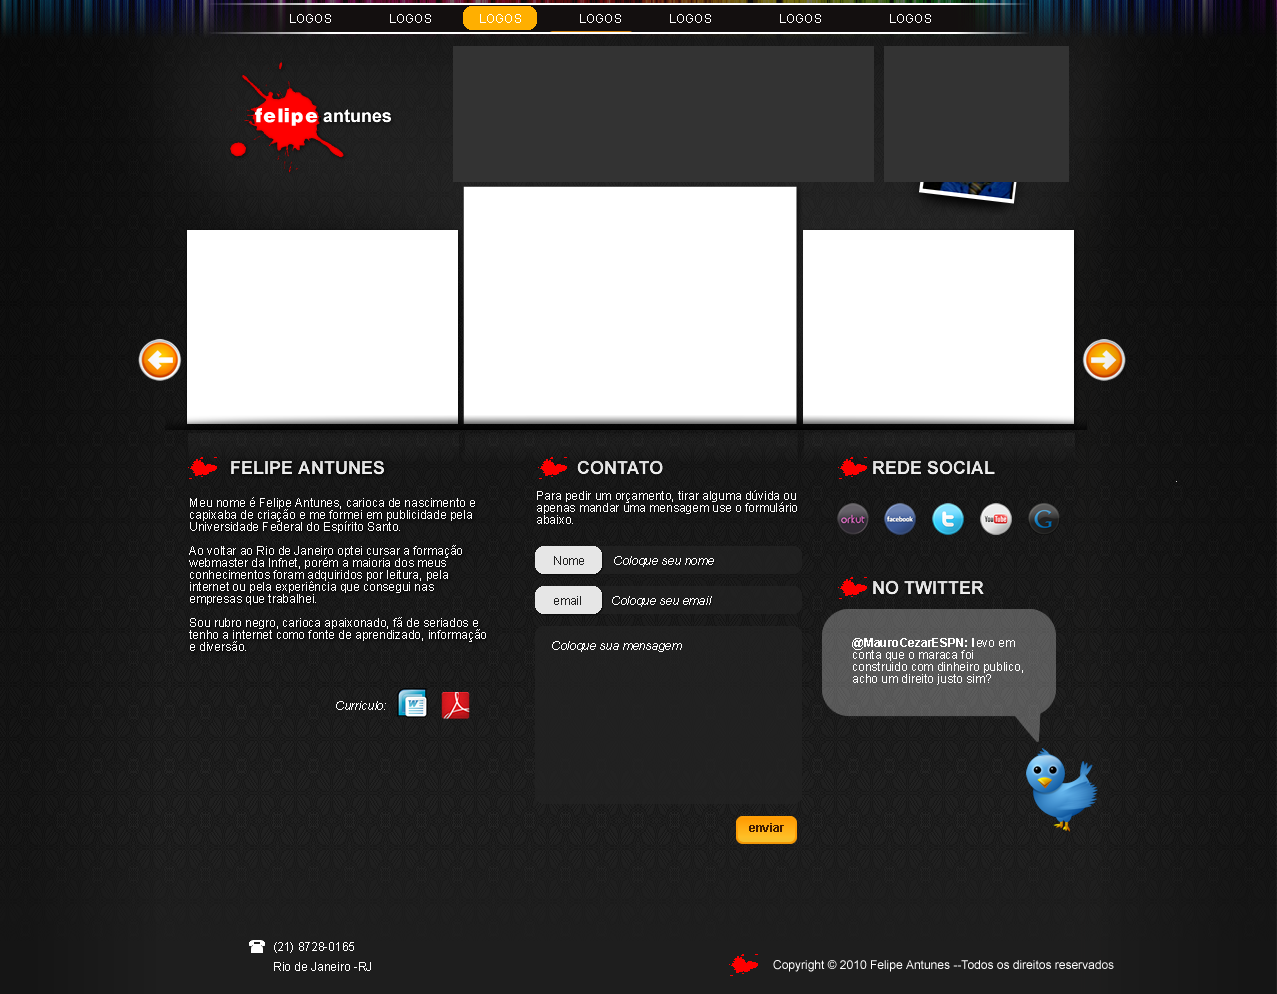 LOGOS LOGOS LOGOS LOGOS LOGOS LOGOS LOGOS
felipe antunes
FELIPE ANTUNES
Meu nome é Felipe Antunes, carioca de nascimento e
capixaba de criação e me formei em publicidade pela
Universidade Federal do Espírito Santo.
Ao voltar ao Rio de Janeiro optei cursar a formação
webmaster da Infnet, porém a maioria dos meus
conhecimentos foram adquiridos por leitura, pela
internet ou pela experiência que consegui nas
empresas que trabalhei.
Sou rubro negro, carioca apaixonado, fã de seriados e
tenho a internet como fonte de aprendizado, informação
e diversão.
Currículo:
W
CONTATO
Para pedir um orçamento, tirar alguma dúvida ou
apenas mandar uma mensagem use o formulário
abaixo.
Nome Coloque seu nome
email Coloque seu email
Coloque sua mensagem
enviar
REDE SOCIAL
orkut facebook t YouTube G
NO TWITTER
@MauroCezarESPN: levo em
conta que o maraca foi
construido com dinheiro publico,
acho um direito justo sim?
(21) 8728-0165
Rio de Janeiro -RJ
Copyright © 2010 Felipe Antunes --Todos os direitos reservados